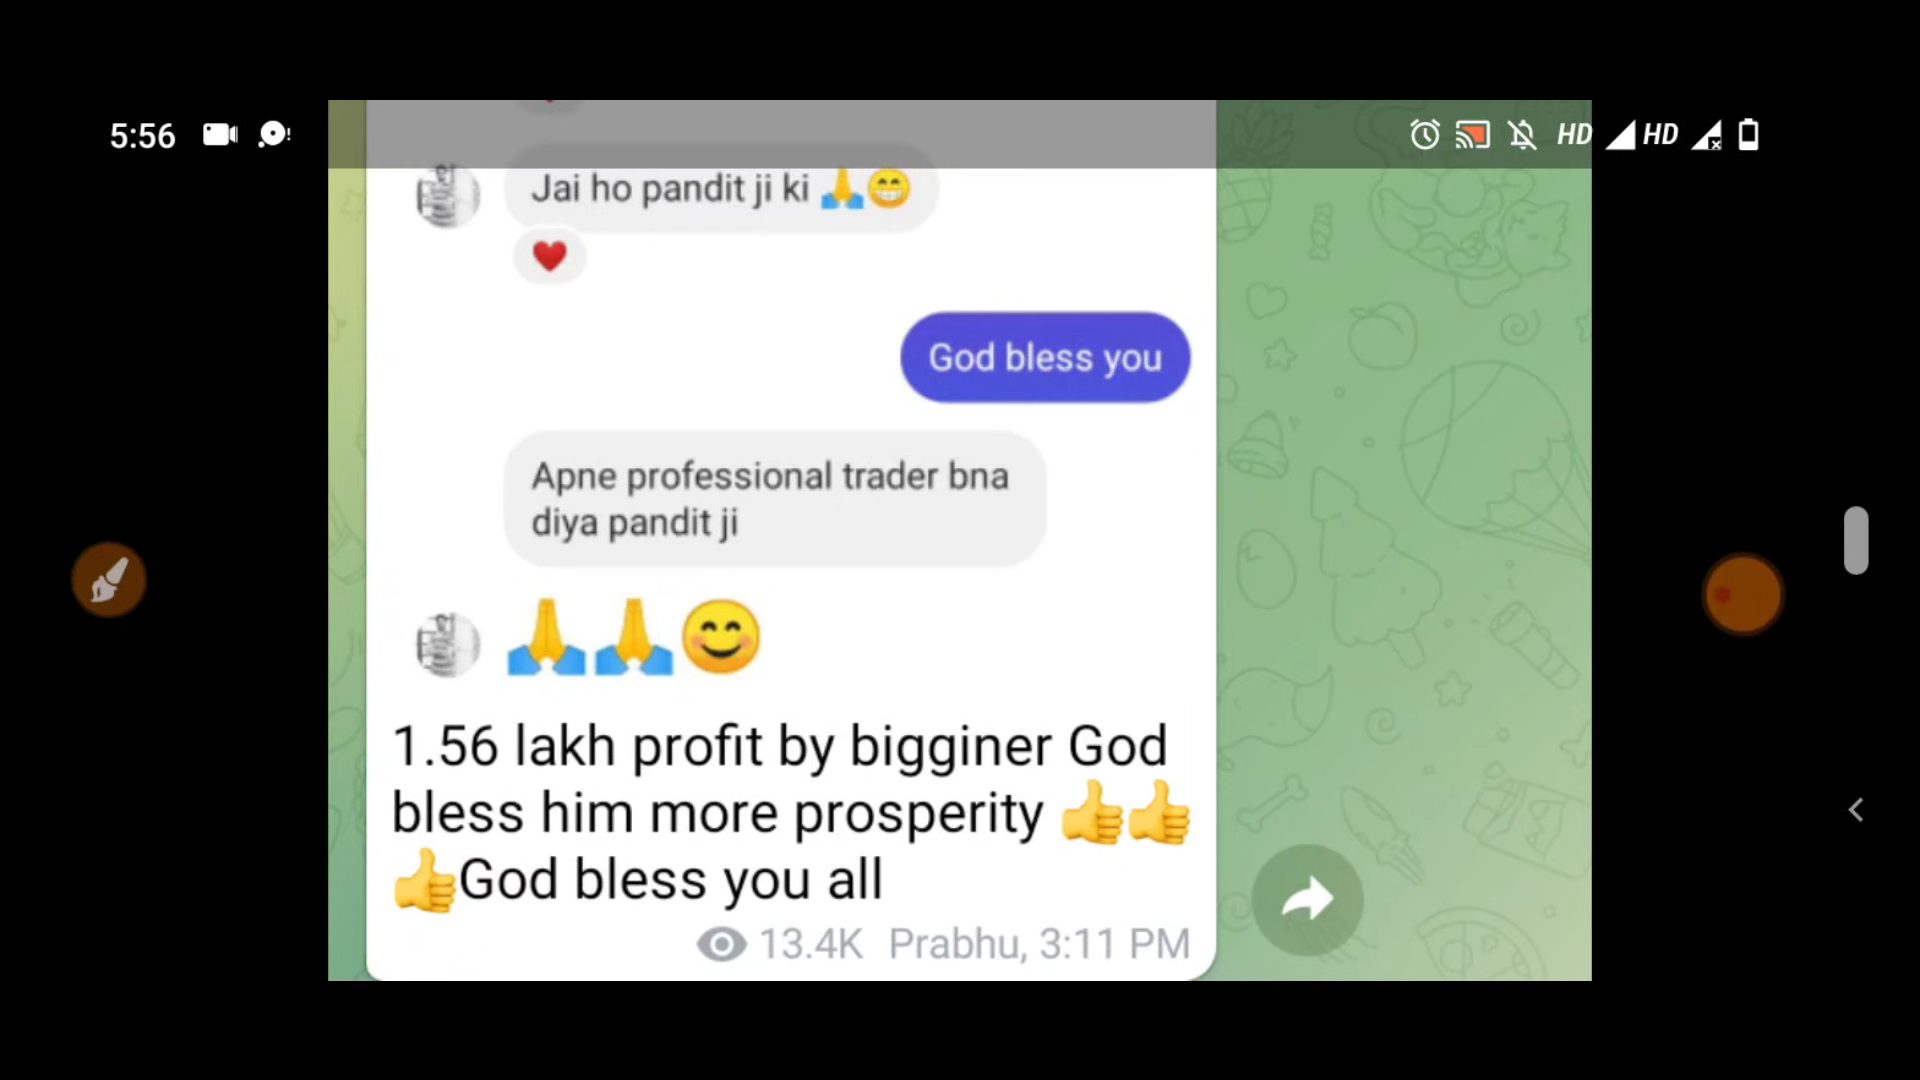 5:56
HD HD
Jai ho pandit ji ki 🙏😁
❤️
God bless you
Apne professional trader bna
diya pandit ji
🙏🙏😊
1.56 lakh profit by bigginer God
bless him more prosperity 👍👍
👍God bless you all
13.4K Prabhu, 3:11 PM